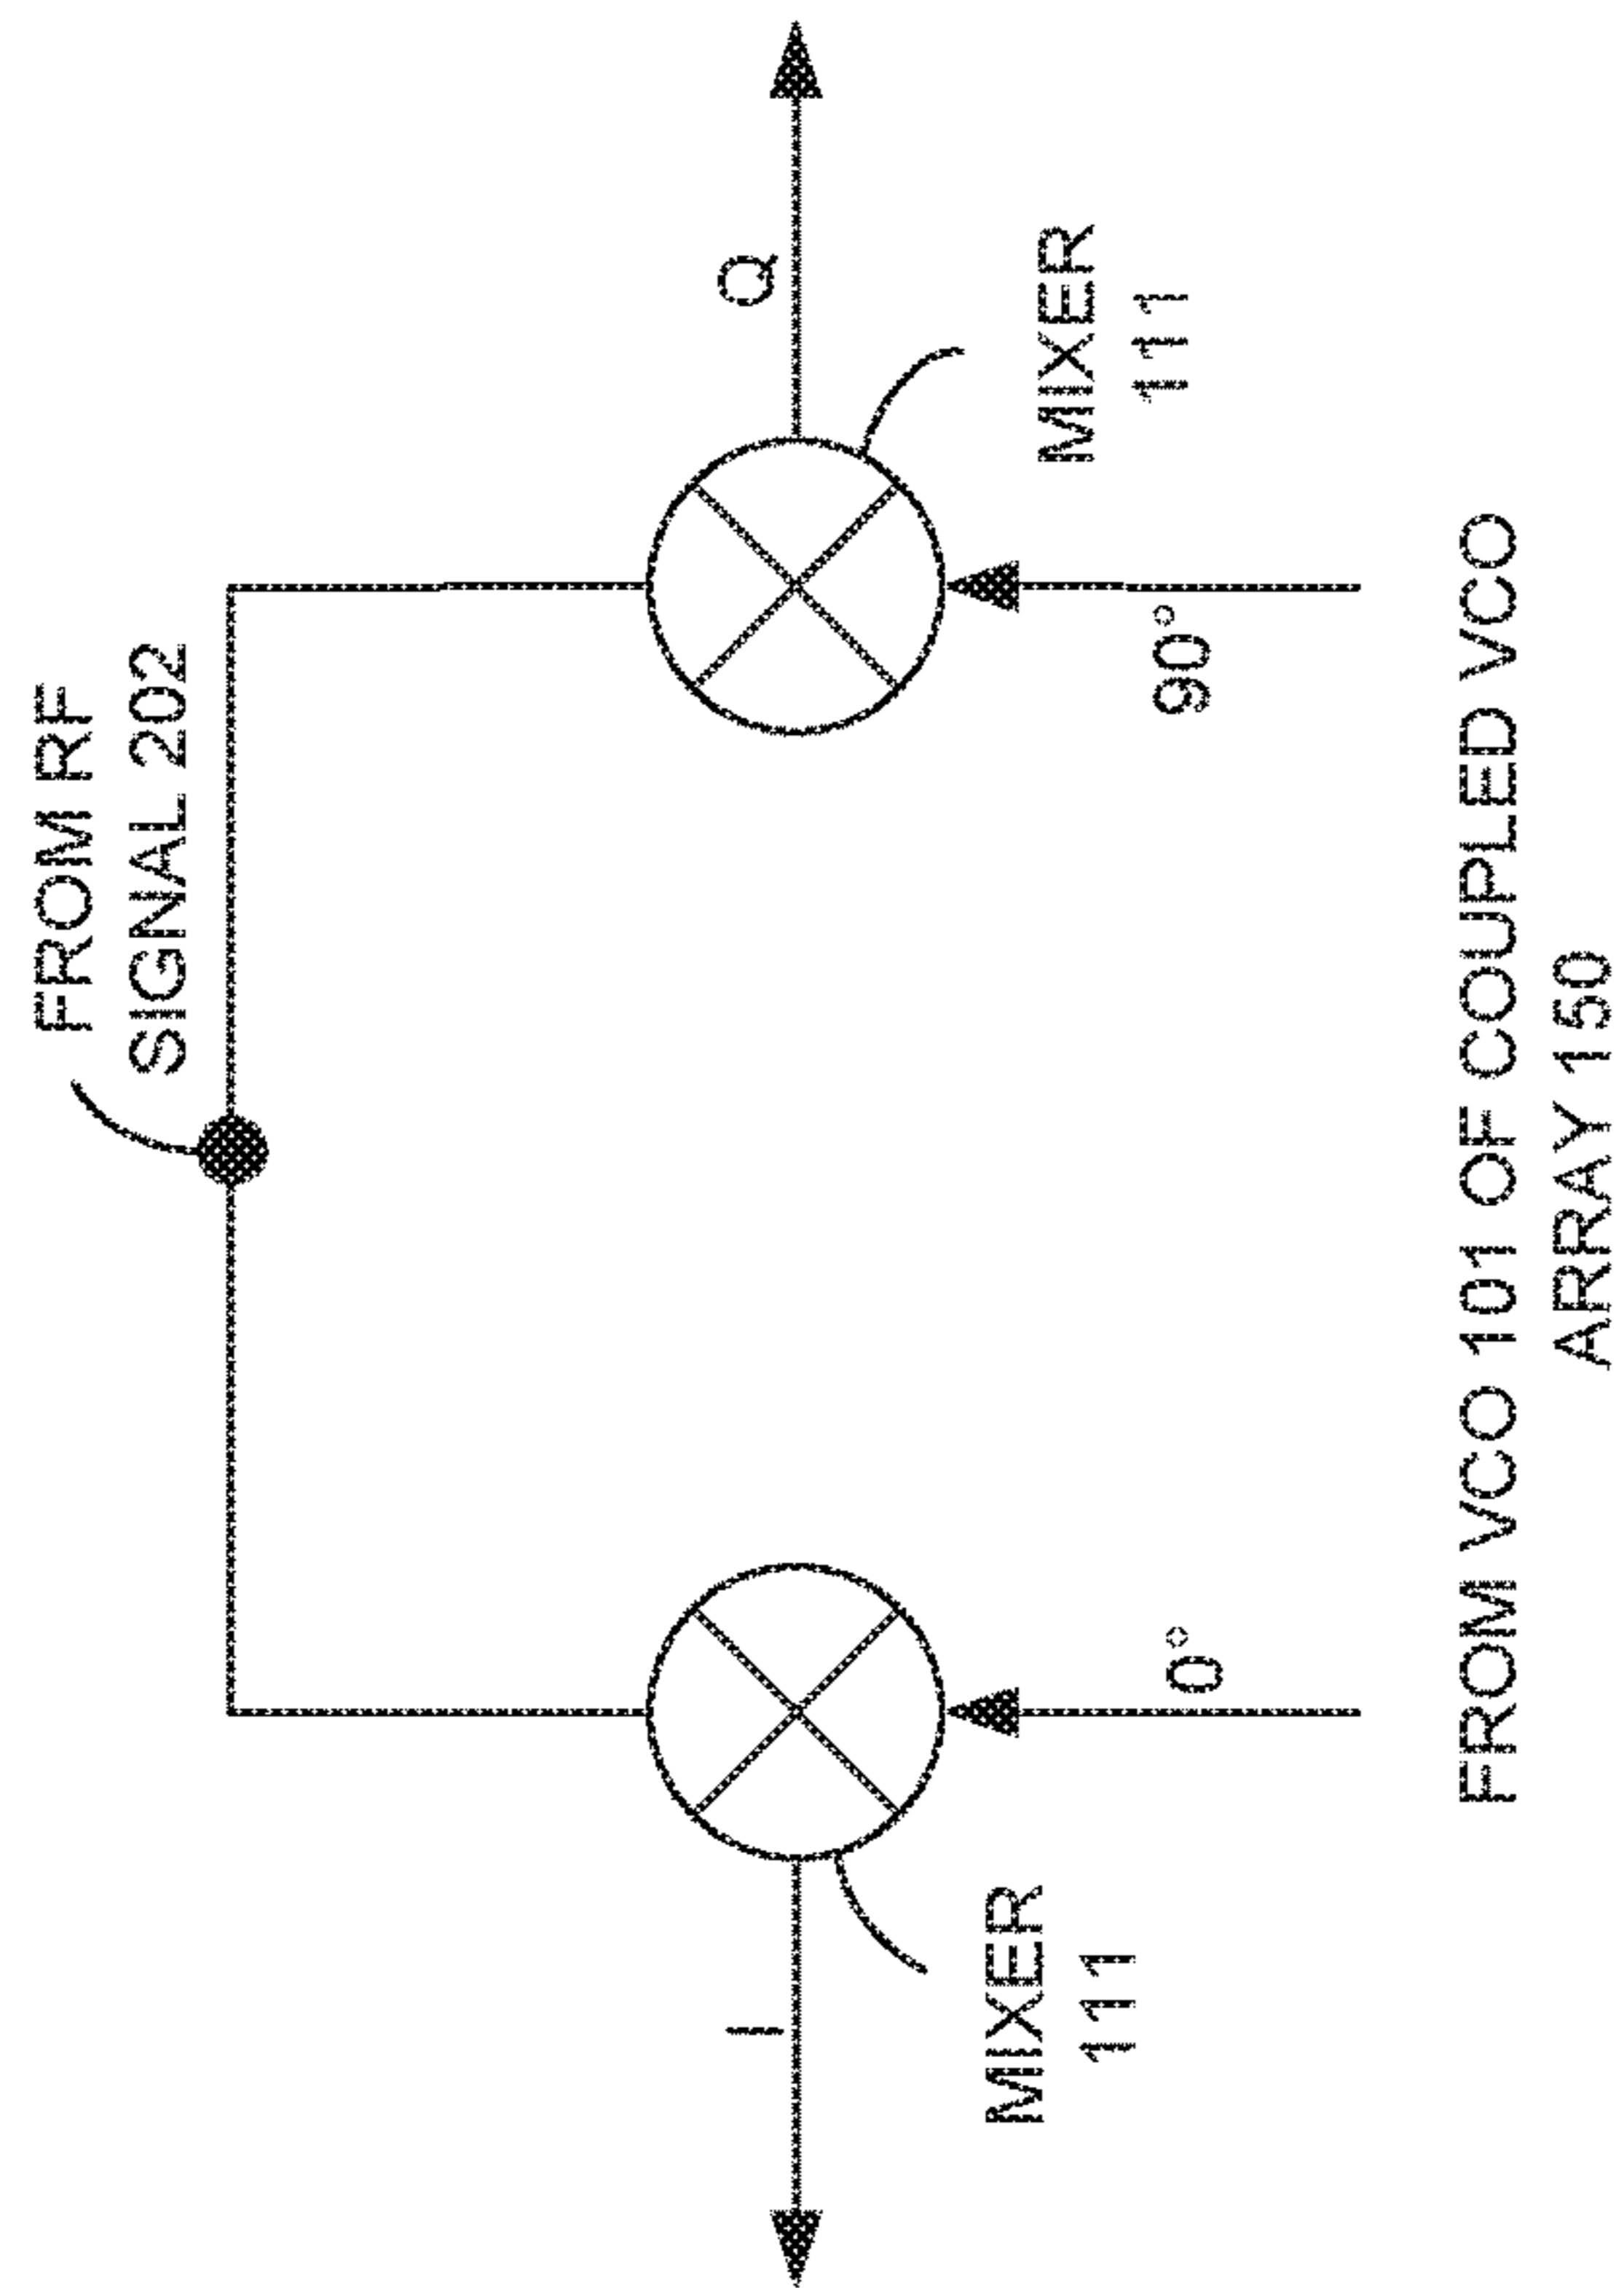 FROM RF
SIGNAL 202
I
Q
MIXER
111
MIXER
111
0°
90°
FROM VCO 101 OF COUPLED VCO
ARRAY 150